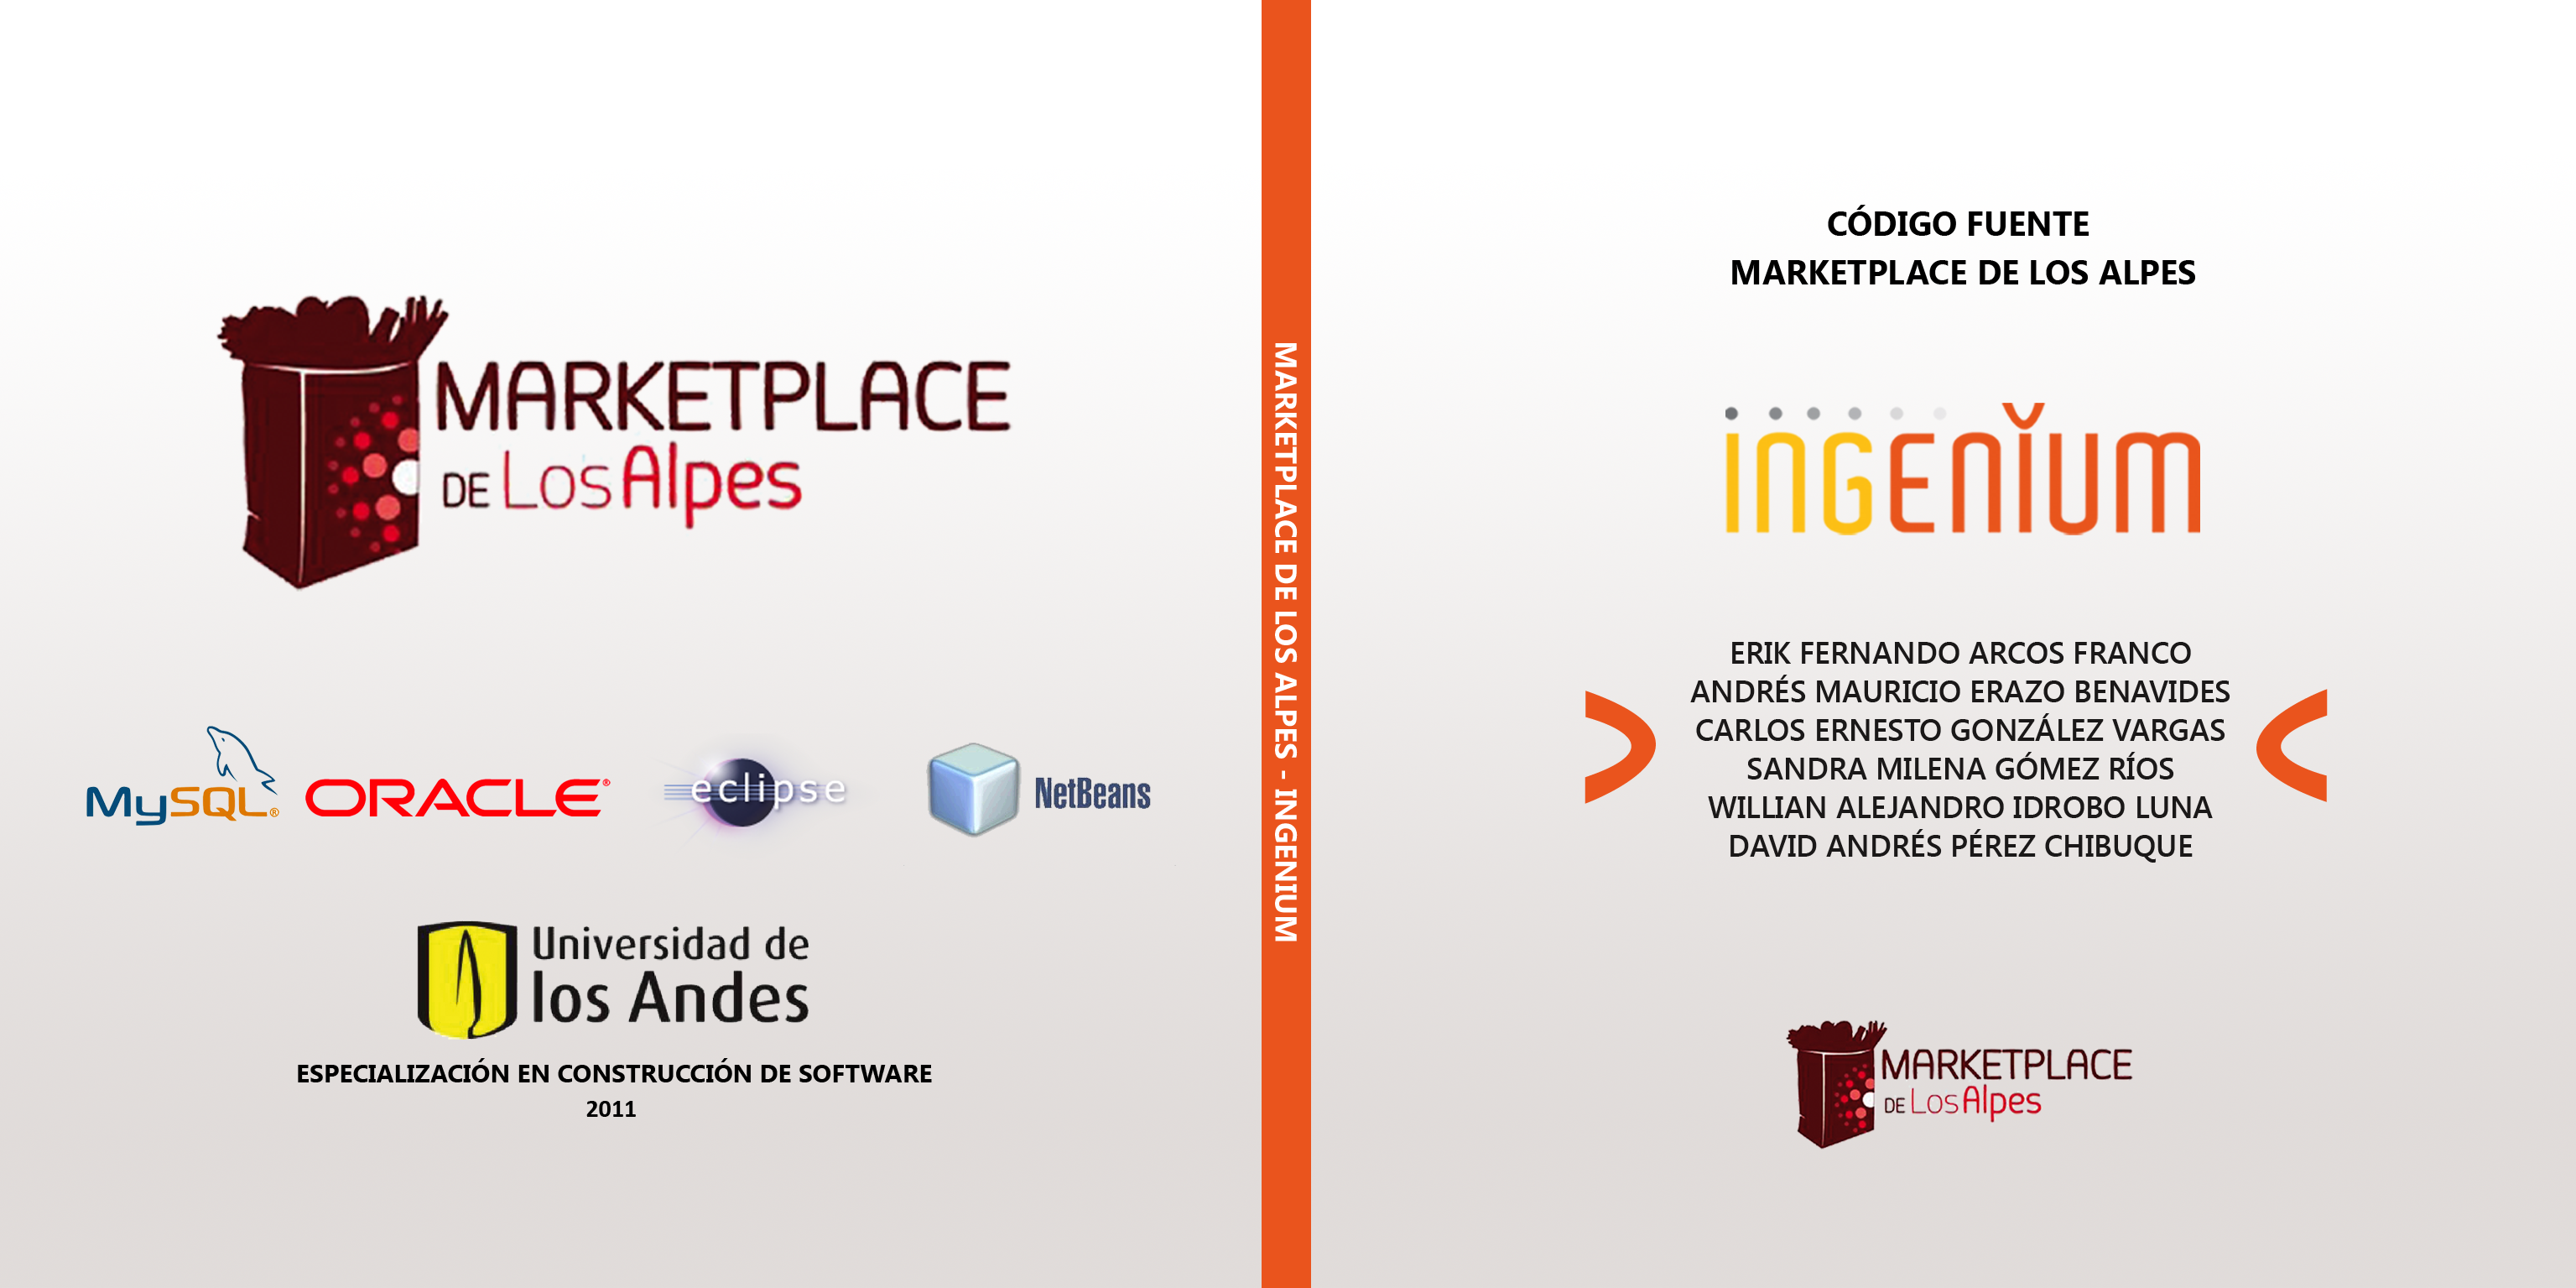 MARKETPLACE
DE Los Alpes
MySQL®
ORACLE®
eclipse
NetBeans
Universidad de
los Andes
ESPECIALIZACIÓN EN CONSTRUCCIÓN DE SOFTWARE
2011
MARKETPLACE DE LOS ALPES - INGENIUM
CÓDIGO FUENTE
MARKETPLACE DE LOS ALPES
INGENIUM
ERIK FERNANDO ARCOS FRANCO
ANDRÉS MAURICIO ERAZO BENAVIDES
CARLOS ERNESTO GONZÁLEZ VARGAS
SANDRA MILENA GÓMEZ RÍOS
WILLIAN ALEJANDRO IDROBO LUNA
DAVID ANDRÉS PÉREZ CHIBUQUE
MARKETPLACE
DE Los Alpes